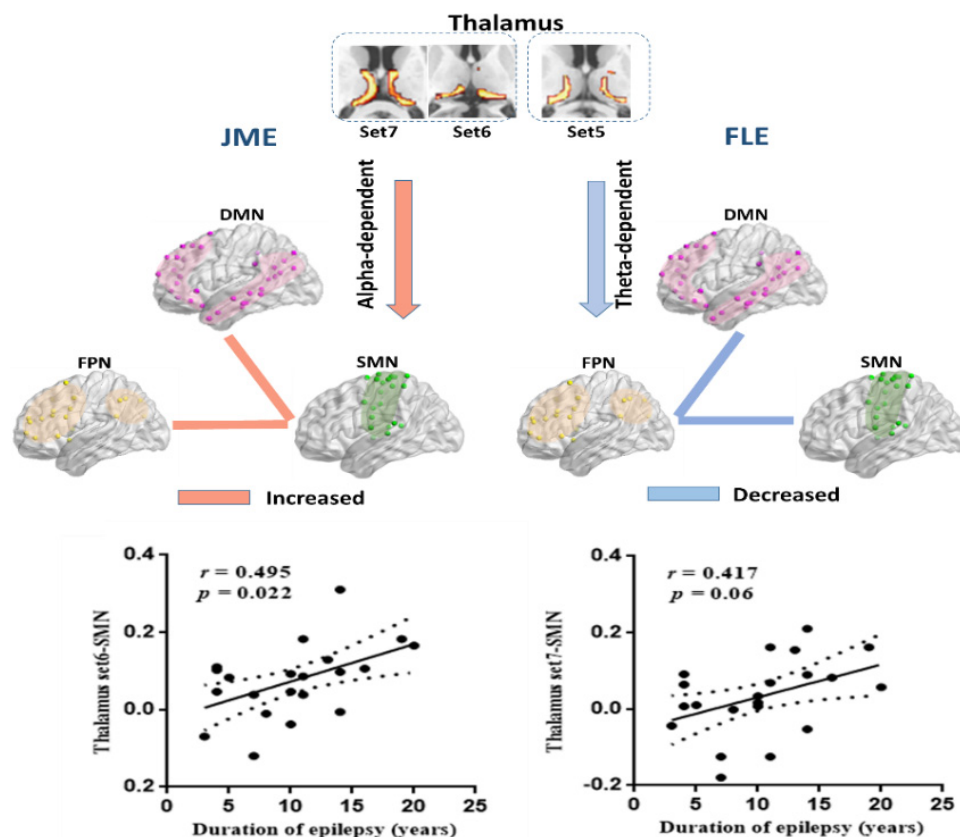 Thalamus
Set7
Set6
Set5
JME
FLE
Alpha-dependent
Theta-dependent
DMN
DMN
FPN
SMN
FPN
SMN
Increased
Decreased
0.4
r = 0.495
p = 0.022
0.2
0.0
0.2
Thalamus set6-SMN
0
5
10
15
20
25
Duration of epilepsy (years)
0.4
r = 0.417
p = 0.06
0.2
0.0
-0.2
Thalamus set7-SMN
0
5
10
15
20
25
Duration of epilepsy (years)